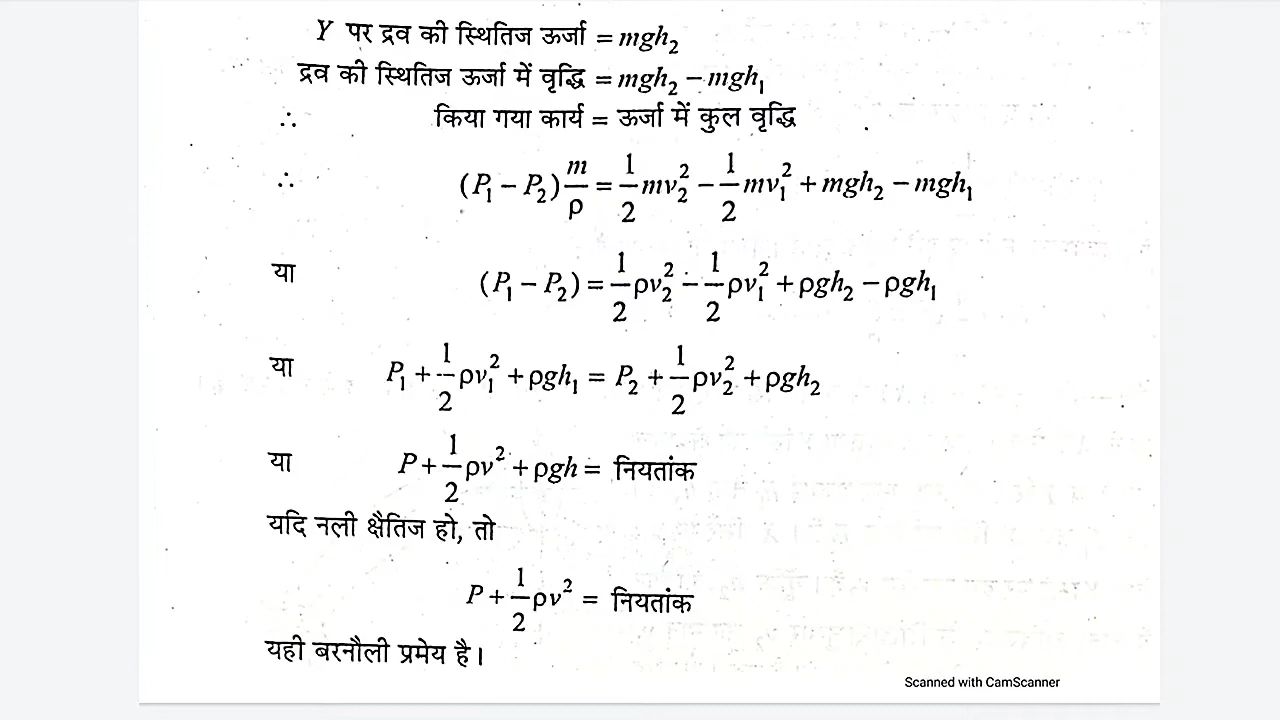 Y पर द्रव की स्थितिज ऊर्जा = mgh₂
द्रव की स्थितिज ऊर्जा में वृद्धि = mgh₂ − mgh₁
∴ किया गया कार्य = ऊर्जा में कुल वृद्धि
∴ (P₁ − P₂) m/ρ = 1/2 mv₂² − 1/2 mv₁² + mgh₂ − mgh₁
या (P₁ − P₂) = 1/2 ρv₂² − 1/2 ρv₁² + ρgh₂ − ρgh₁
या P₁ + 1/2 ρv₁² + ρgh₁ = P₂ + 1/2 ρv₂² + ρgh₂
या P + 1/2 ρv² + ρgh = नियतांक
यदि नली क्षैतिज हो, तो
P + 1/2 ρv² = नियतांक
यही बरनौली प्रमेय है।
Scanned with CamScanner